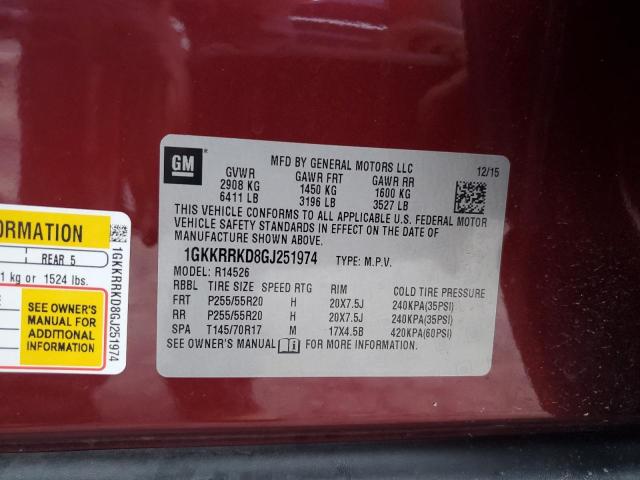 GM
MFD BY GENERAL MOTORS LLC
GVWR GAWR FRT GAWR RR 12/15
2908 KG 1450 KG 1600 KG
6411 LB 3196 LB 3527 LB
THIS VEHICLE CONFORMS TO ALL APPLICABLE U.S. FEDERAL MOTOR
VEHICLE SAFETY STANDARDS IN EFFECT ON THE DATE OF
MANUFACTURE SHOWN ABOVE.
1GKKRRKD8GJ251974 TYPE: M.P.V.
MODEL: R14526
RBBL TIRE SIZE SPEED RTG RIM COLD TIRE PRESSURE
FRT P255/55R20 H 20X7.5J 240KPA(35PSI)
RR P255/55R20 H 20X7.5J 240KPA(35PSI)
SPA T145/70R17 M 17X4.5B 420KPA(60PSI)
SEE OWNER'S MANUAL FOR MORE INFORMATION.
FORMATION
REAR 5
1 kg or 1524 lbs.
SEE OWNER'S
MANUAL FOR
ADDITIONAL
INFORMATION
1GKKRRKD8GJ251974